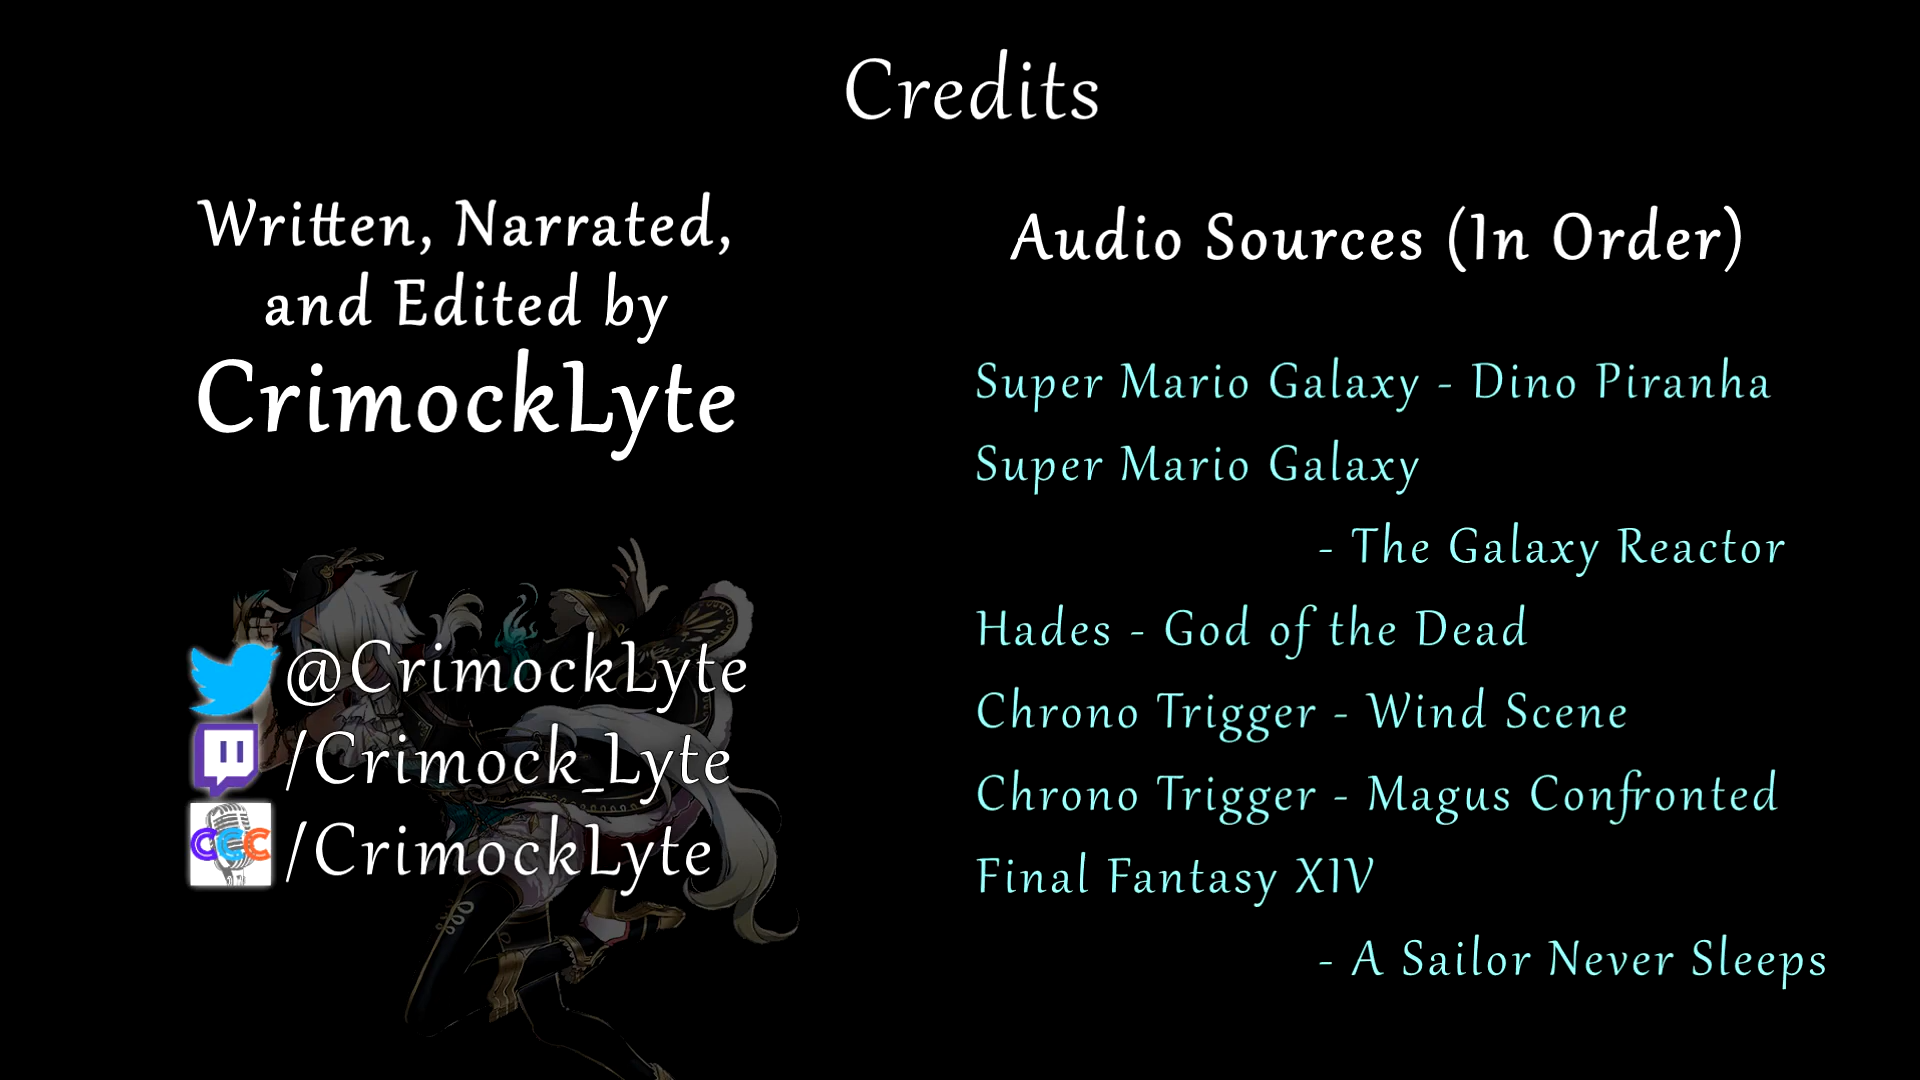 Credits
Written, Narrated,
and Edited by
CrimockLyte
@CrimockLyte
/Crimock_Lyte
CCC
/CrimockLyte
Audio Sources (In Order)
Super Mario Galaxy - Dino Piranha
Super Mario Galaxy
- The Galaxy Reactor
Hades - God of the Dead
Chrono Trigger - Wind Scene
Chrono Trigger - Magus Confronted
Final Fantasy XIV
- A Sailor Never Sleeps